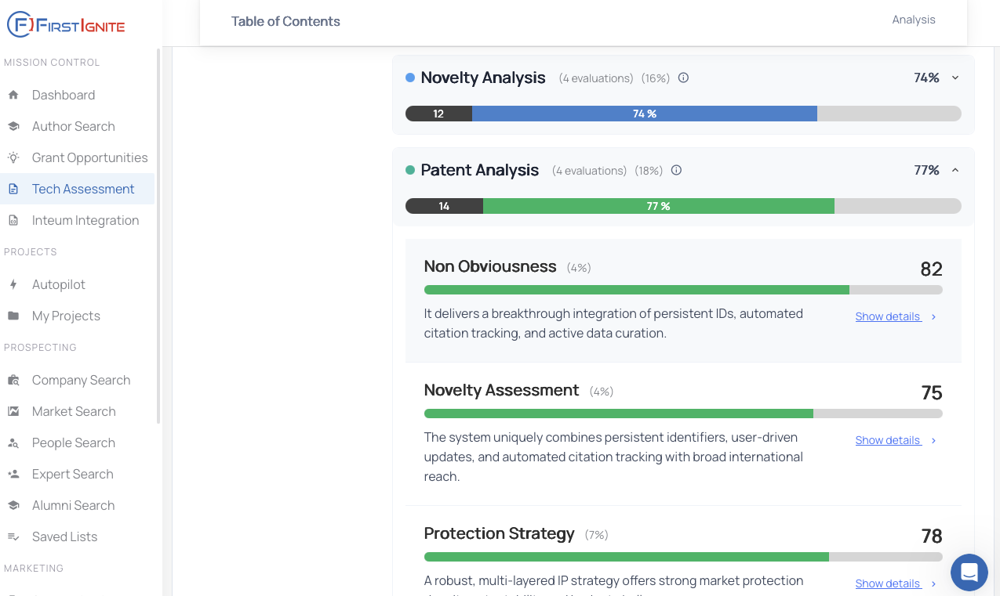 FIRSTIGNITE
MISSION CONTROL
Dashboard
Author Search
Grant Opportunities
Tech Assessment
Inteum Integration
PROJECTS
Autopilot
My Projects
PROSPECTING
Company Search
Market Search
People Search
Expert Search
Alumni Search
Saved Lists
MARKETING
Table of Contents
Analysis
Novelty Analysis (4 evaluations) (16%) 74%
12 74 %
Patent Analysis (4 evaluations) (18%) 77%
14 77 %
Non Obviousness (4%) 82
It delivers a breakthrough integration of persistent IDs, automated
citation tracking, and active data curation.
Show details
Novelty Assessment (4%) 75
The system uniquely combines persistent identifiers, user-driven
updates, and automated citation tracking with broad international
reach.
Show details
Protection Strategy (7%) 78
A robust, multi-layered IP strategy offers strong market protection
Show details